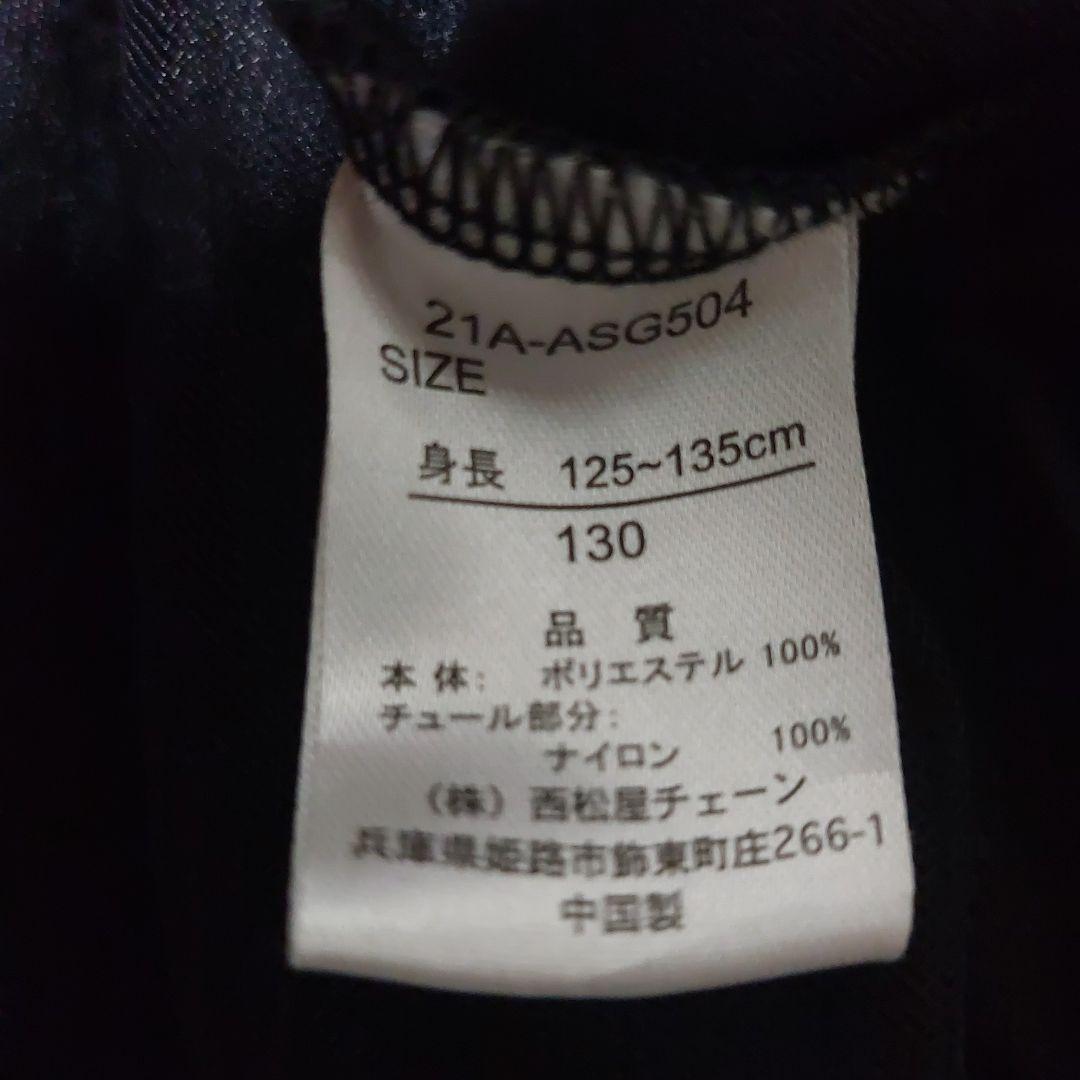 21A-ASG504
SIZE
身長 125~135cm
130
品 質
本 体: ポリエステル 100%
チュール部分:
ナイロン 100%
(株) 西松屋チェーン
兵庫県姫路市飾東町庄266-1
中国製